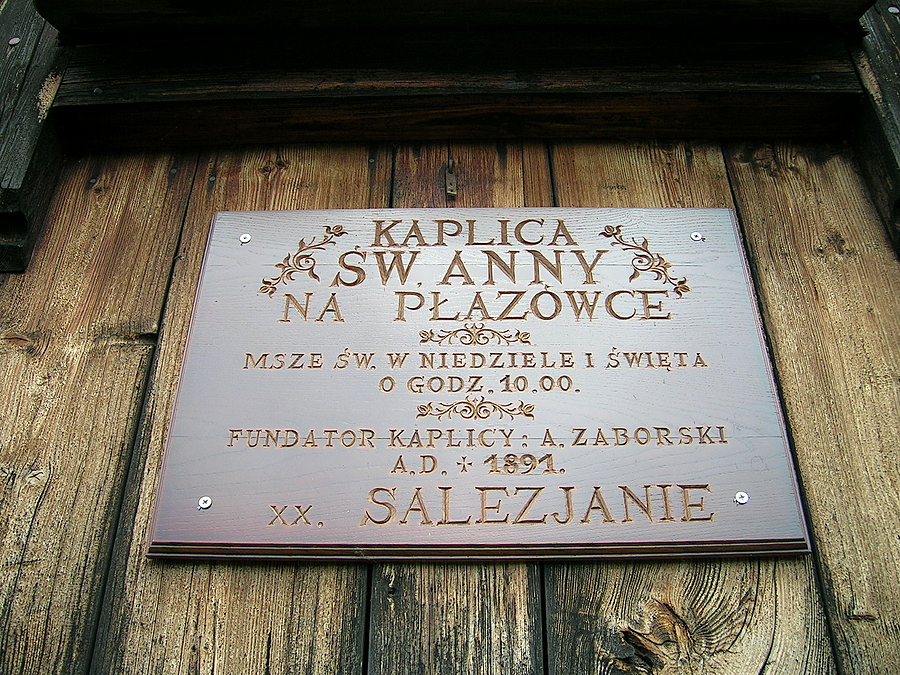 KAPLICA
ŚW. ANNY
NA PŁAZÓWCE
MSZE ŚW. W NIEDZIELE I ŚWIĘTA
O GODZ. 10.00.
FUNDATOR KAPLICY: A. ZABORSKI
A.D. ✝ 1891.
XX. SALEZJANIE